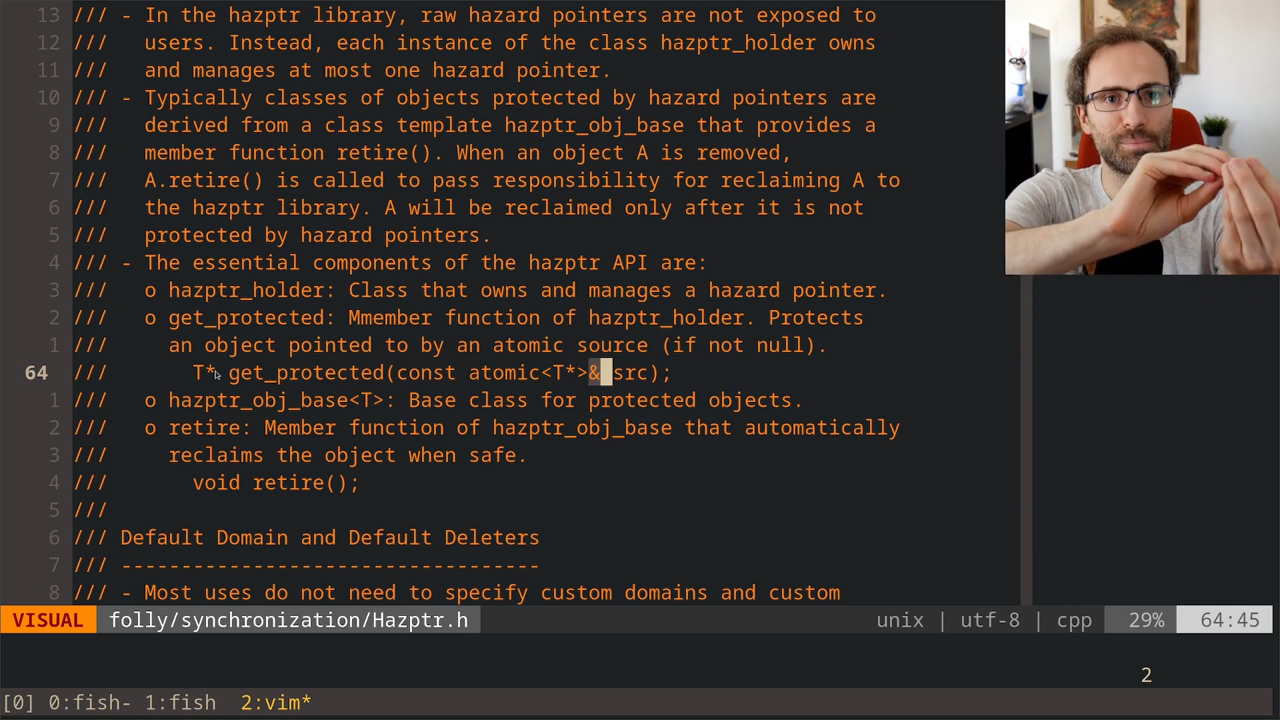 13 /// - In the hazptr library, raw hazard pointers are not exposed to
12 ///   users. Instead, each instance of the class hazptr_holder owns
11 ///   and manages at most one hazard pointer.
10 /// - Typically classes of objects protected by hazard pointers are
9 ///   derived from a class template hazptr_obj_base that provides a
8 ///   member function retire(). When an object A is removed,
7 ///   A.retire() is called to pass responsibility for reclaiming A to
6 ///   the hazptr library. A will be reclaimed only after it is not
5 ///   protected by hazard pointers.
4 /// - The essential components of the hazptr API are:
3 ///   o hazptr_holder: Class that owns and manages a hazard pointer.
2 ///   o get_protected: Mmember function of hazptr_holder. Protects
1 ///     an object pointed to by an atomic source (if not null).
64 ///       T* get_protected(const atomic<T*>& src);
1 ///   o hazptr_obj_base<T>: Base class for protected objects.
2 ///   o retire: Member function of hazptr_obj_base that automatically
3 ///     reclaims the object when safe.
4 ///       void retire();
5 ///
6 /// Default Domain and Default Deleters
7 /// -----------------------------------
8 /// - Most uses do not need to specify custom domains and custom
VISUAL folly/synchronization/Hazptr.h unix | utf-8 | cpp 29% 64:45
2
[0] 0:fish- 1:fish 2:vim*